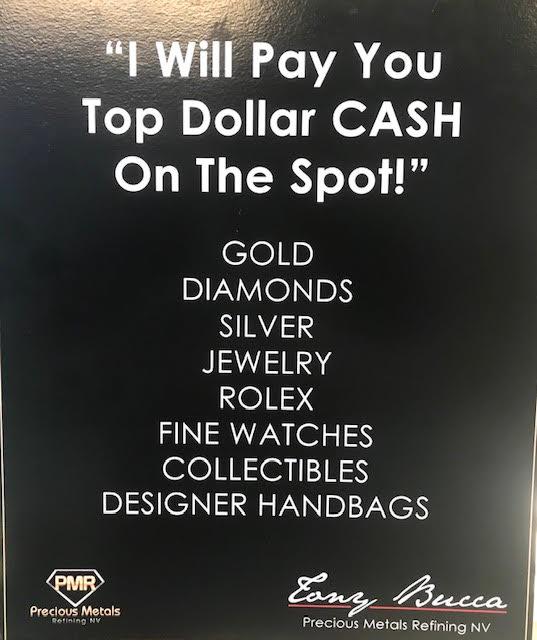 “I Will Pay You
Top Dollar CASH
On The Spot!”
GOLD
DIAMONDS
SILVER
JEWELRY
ROLEX
FINE WATCHES
COLLECTIBLES
DESIGNER HANDBAGS
PMR
Precious Metals
Refining NV
Tony Bucca
Precious Metals Refining NV